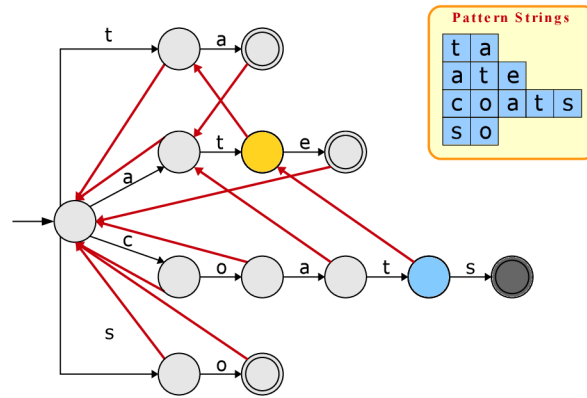 Pattern Strings
t a
a t e
c o a t s
s o
t a
a t e
c o a t s
s o